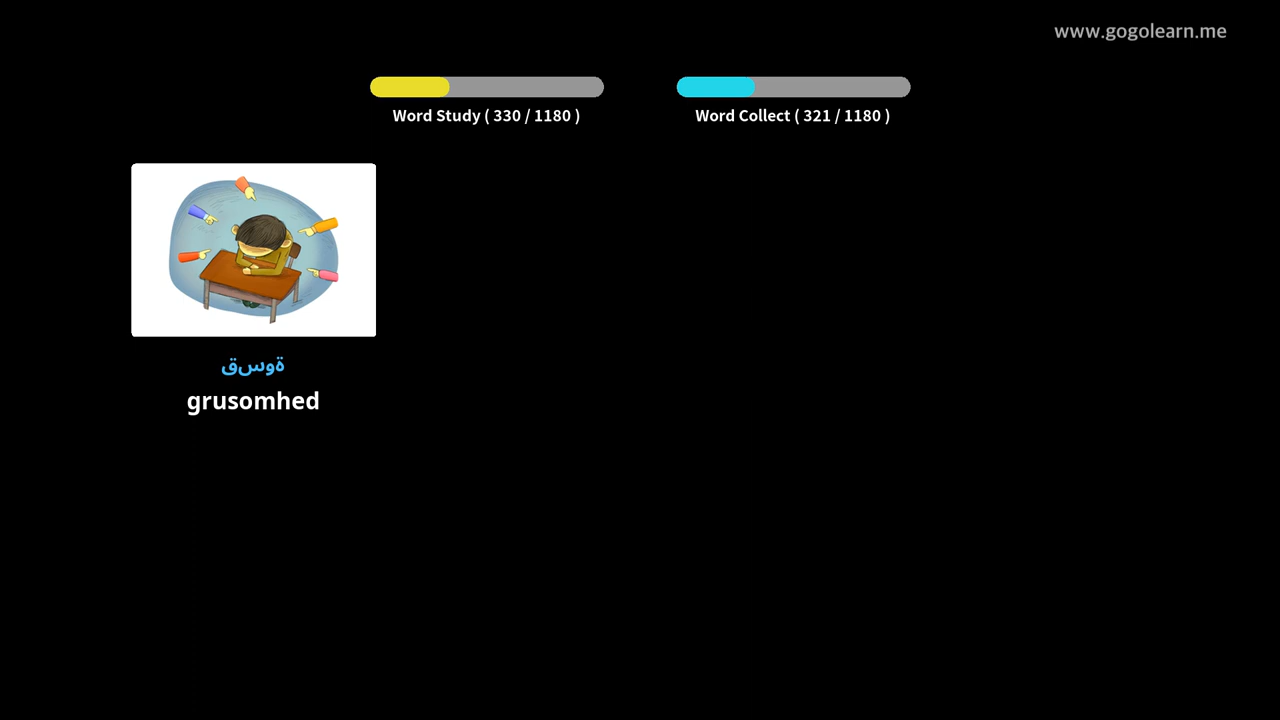 www.gogolearn.me
Word Study ( 330 / 1180 )
Word Collect ( 321 / 1180 )
ةوسق
grusomhed